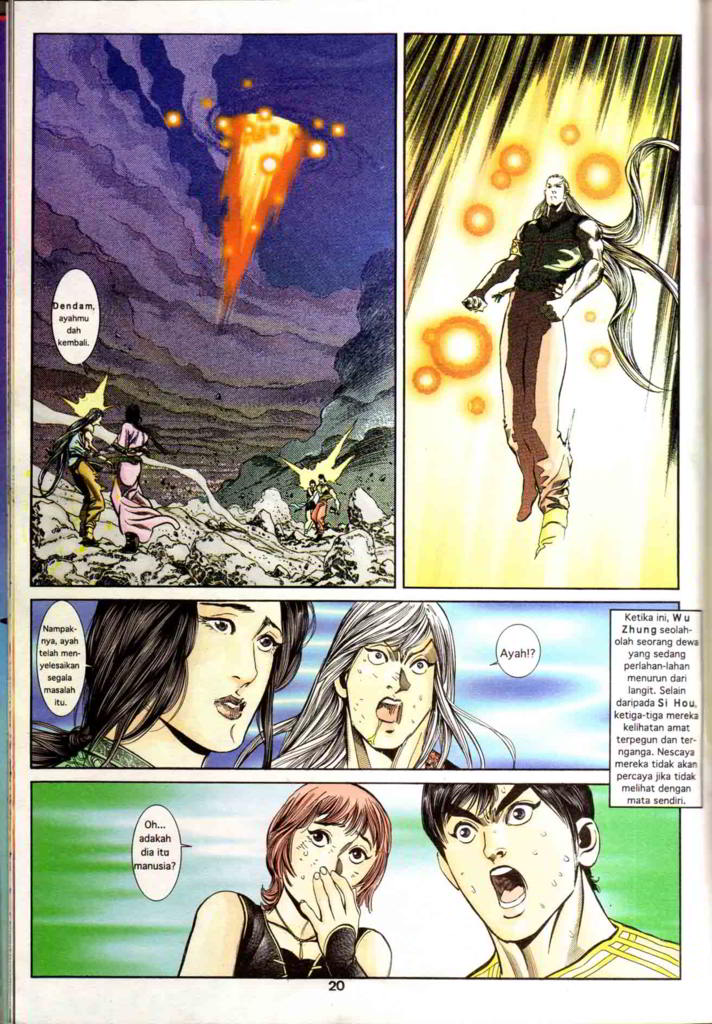 Dendam,
ayahmu
dah
kembali.
Nampak-
nya, ayah
telah men-
yelesaikan
segala
masalah
itu.
Ayah!?
Ketika ini, Wu
Zhung seolah-
olah seorang dewa
yang sedang
perlahan-lahan
menurun dari
langit. Selain
daripada Si Hou,
ketiga-tiga mereka
kelihatan amat
terpegun dan ter-
nganga. Nescaya
mereka tidak akan
percaya jika tidak
melihat dengan
mata sendiri.
Oh...
adakah
dia itu
manusia?
20